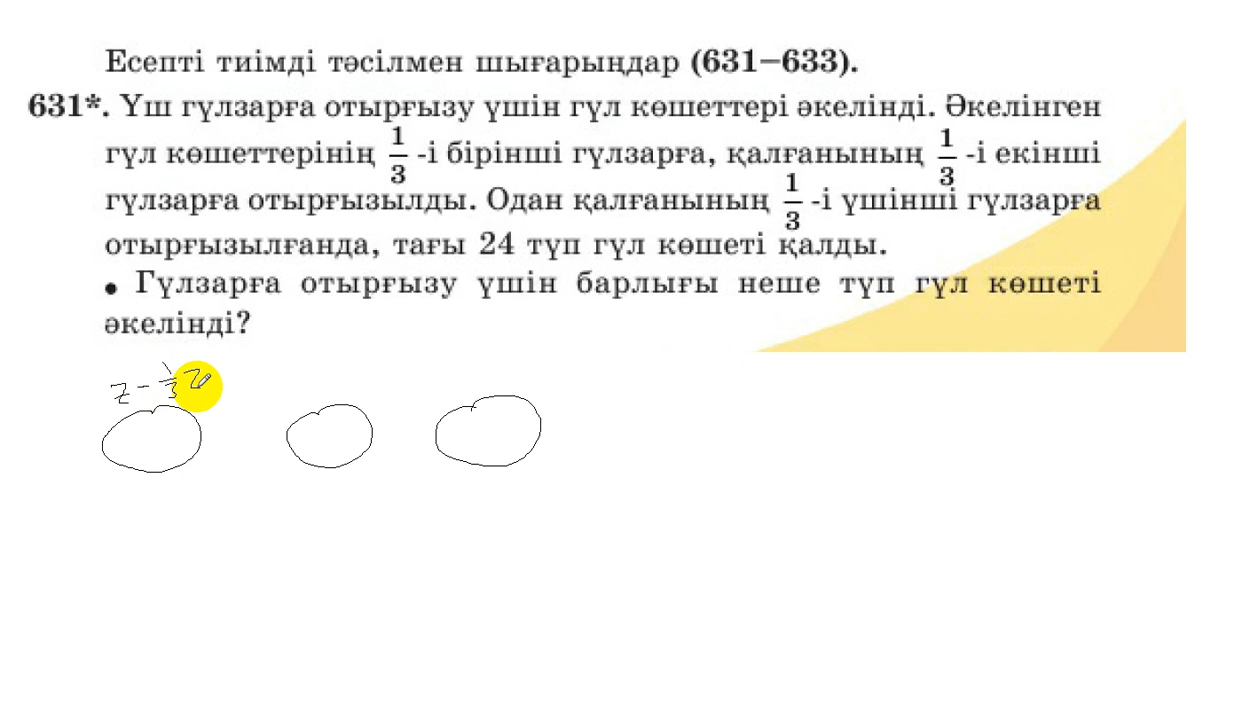 Есепті тиімді тәсілмен шығарыңдар (631–633).
631*. Үш гүлзарға отырғызу үшін гүл көшеттері әкелінді. Әкелінген
гүл көшеттерінің 1/3 -і бірінші гүлзарға, қалғанының 1/3 -і екінші
гүлзарға отырғызылды. Одан қалғанының 1/3 -і үшінші гүлзарға
отырғызылғанда, тағы 24 түп гүл көшеті қалды.
• Гүлзарға отырғызу үшін барлығы неше түп гүл көшеті
әкелінді?
z - 1/3 z